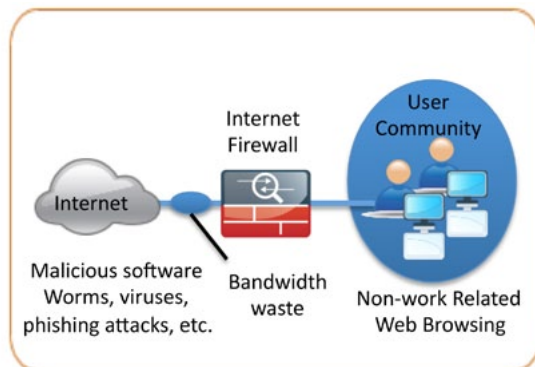 User
Community
Internet
Firewall
Internet
Malicious software
Worms, viruses,
phishing attacks, etc.
Bandwidth
waste
Non-work Related
Web Browsing